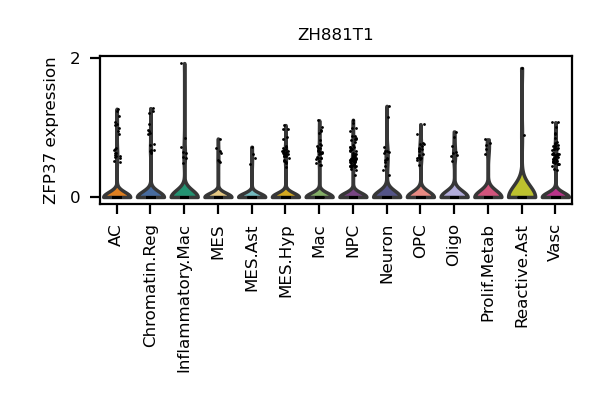 ZH881T1
ZFP37 expression
2
0
AC
Chromatin.Reg
Inflammatory.Mac
MES
MES.Ast
MES.Hyp
Mac
NPC
Neuron
OPC
Oligo
Prolif.Metab
Reactive.Ast
Vasc